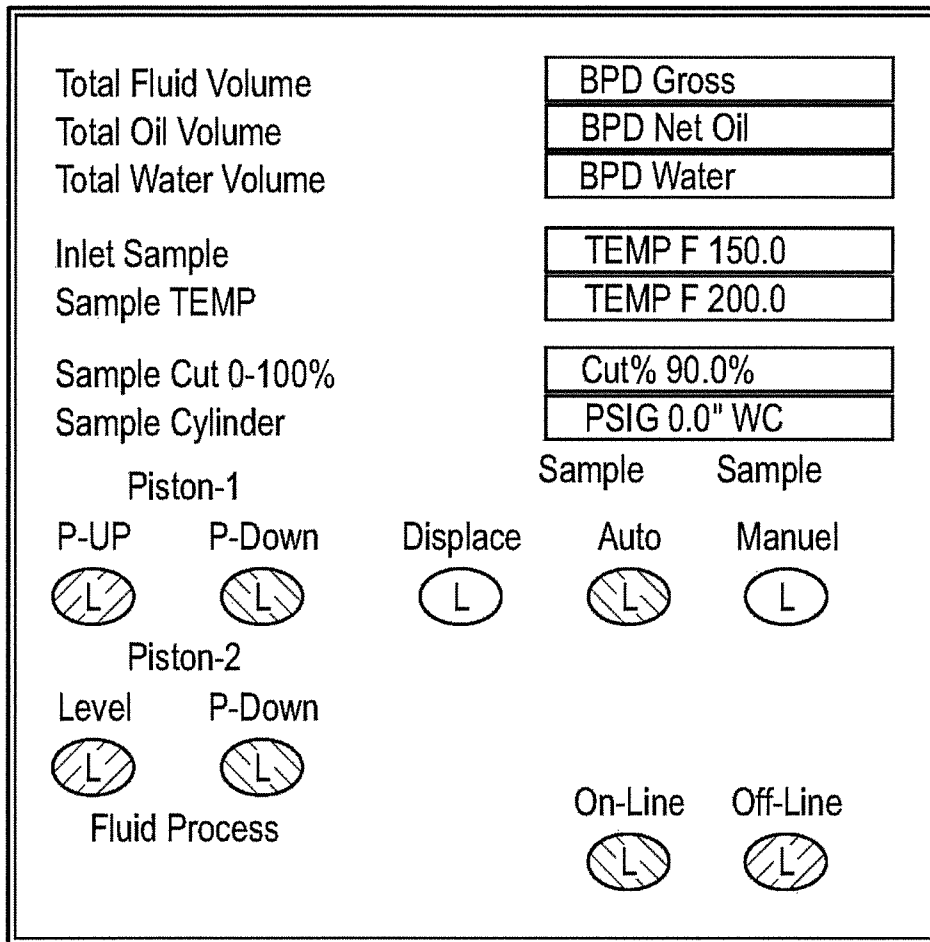 Total Fluid Volume BPD Gross
Total Oil Volume BPD Net Oil
Total Water Volume BPD Water
Inlet Sample TEMP F 150.0
Sample TEMP TEMP F 200.0
Sample Cut 0-100% Cut% 90.0%
Sample Cylinder PSIG 0.0" WC
Sample Sample
Piston-1
P-UP P-Down Displace Auto Manuel
L L L L L
Piston-2
Level P-Down
L L
On-Line Off-Line
Fluid Process
L L